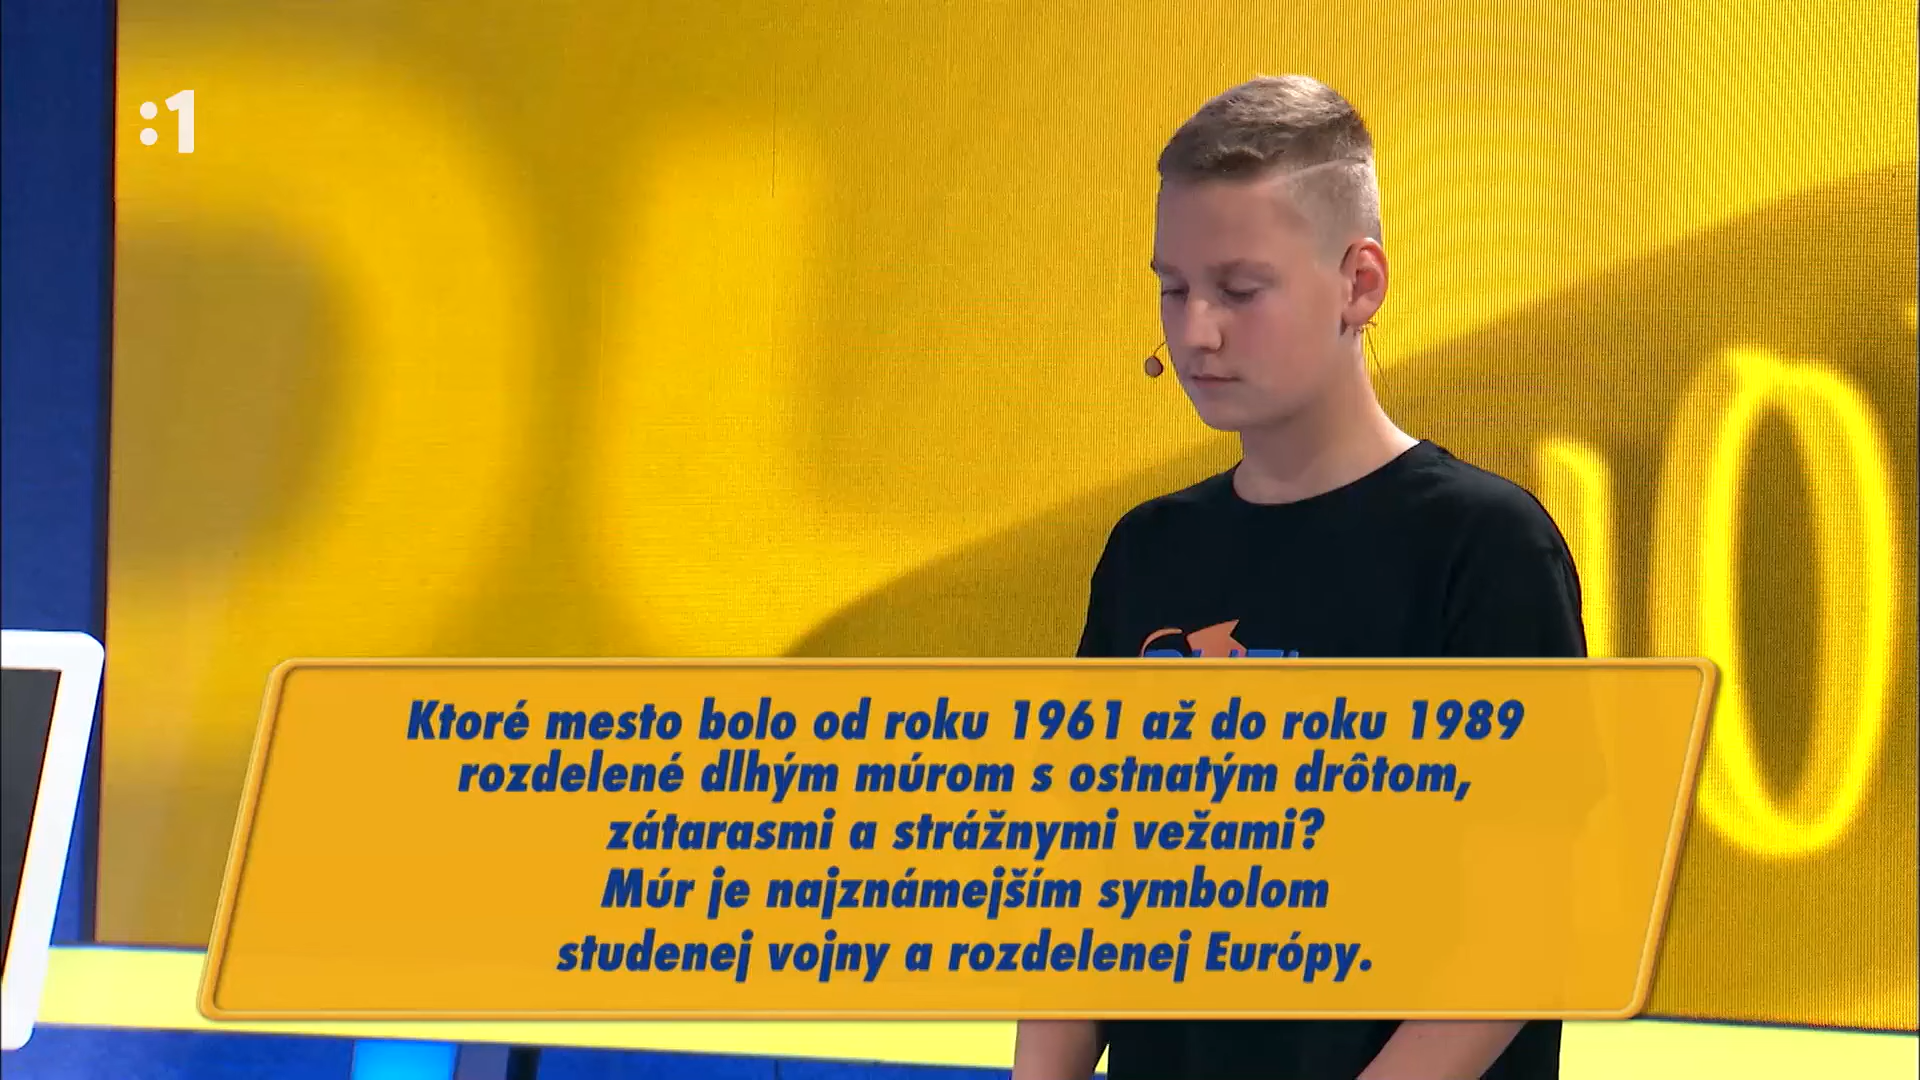 :1
Ktoré mesto bolo od roku 1961 až do roku 1989
rozdelené dlhým múrom s ostnatým drôtom,
zátarasmi a strážnymi vežami?
Múr je najznámejším symbolom
studenej vojny a rozdelenej Európy.